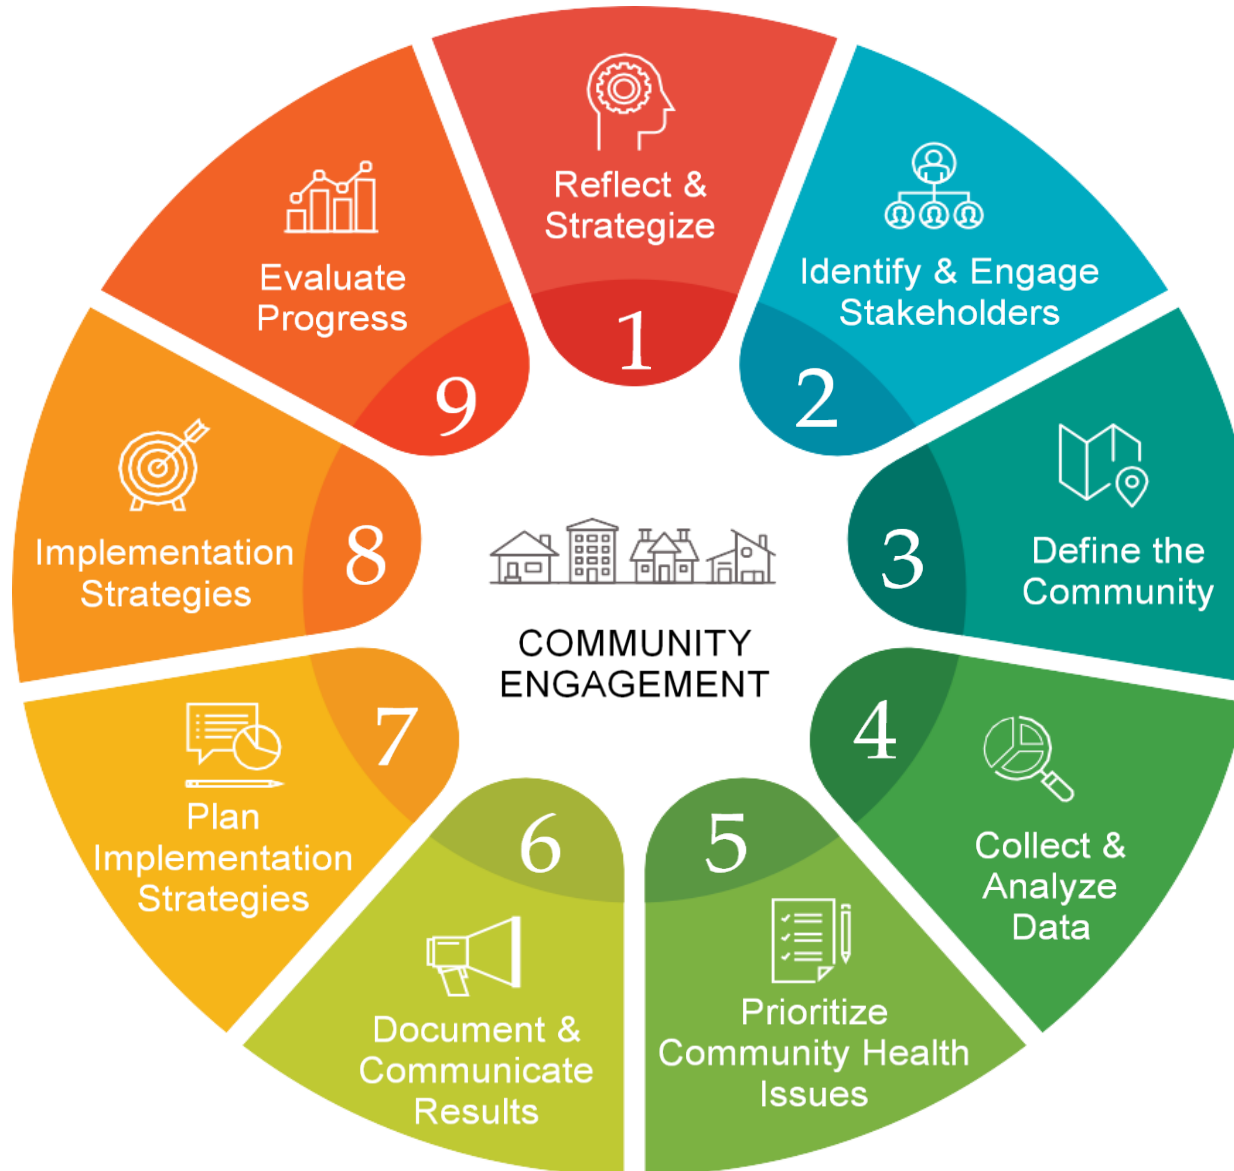 Reflect &
Strategize
1
Identify & Engage
Stakeholders
2
Define the
Community
3
Collect &
Analyze
Data
4
Prioritize
Community Health
Issues
5
Document &
Communicate
Results
6
Plan
Implementation
Strategies
7
Implementation
Strategies
8
Evaluate
Progress
9
COMMUNITY
ENGAGEMENT